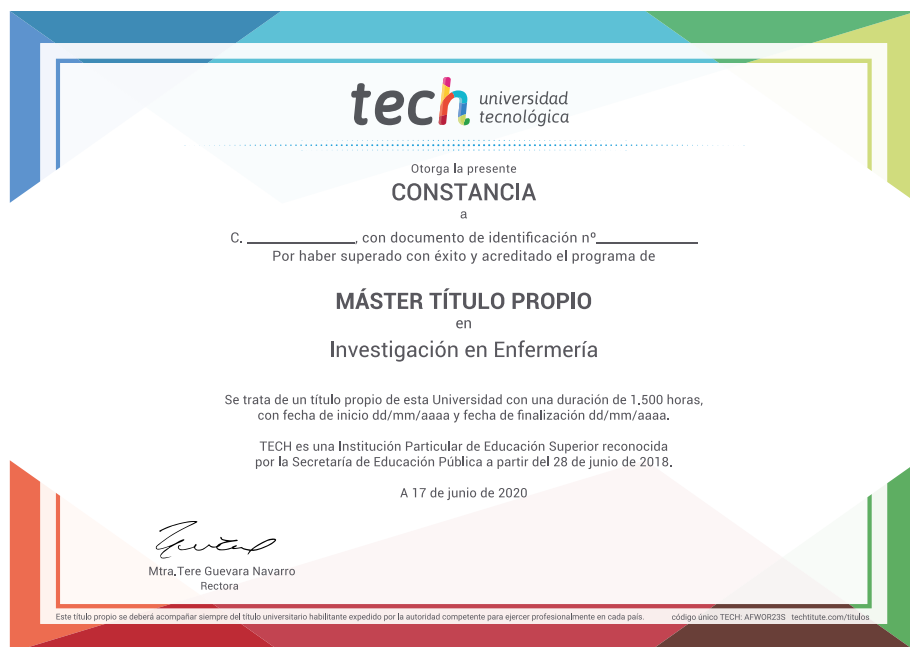 tech universidad
tecnológica
Otorga la presente
CONSTANCIA
a
C. ____________, con documento de identificación nº____________
Por haber superado con éxito y acreditado el programa de
MÁSTER TÍTULO PROPIO
en
Investigación en Enfermería
Se trata de un título propio de esta Universidad con una duración de 1.500 horas,
con fecha de inicio dd/mm/aaaa y fecha de finalización dd/mm/aaaa.
TECH es una Institución Particular de Educación Superior reconocida
por la Secretaría de Educación Pública a partir del 28 de junio de 2018.
A 17 de junio de 2020
Mtra.Tere Guevara Navarro
Rectora
Este título propio se deberá acompañar siempre del título universitario habilitante expedido por la autoridad competente para ejercer profesionalmente en cada país. código único TECH: AFWOR23S techtitute.com/titulos